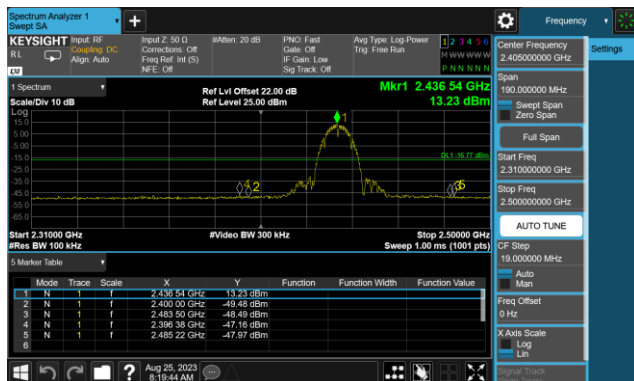 Spectrum Analyzer 1
Swept SA
+
Frequency
KEYSIGHT Input: RF Input Z: 50 Ω #Atten: 20 dB PNO: Fast Avg Type: Log-Power 1 2 3 4 5 6
RL Coupling: DC Corrections: Off Gate: Off Trig: Free Run M W W W W W
Align: Auto Freq Ref: Int (S) IF Gain: Low P N N N N N
NFE: Off Sig Track: Off
LXI
Center Frequency
2.405000000 GHz
Settings
Span
190.000000 MHz
Swept Span
Zero Span
Full Span
Start Freq
2.310000000 GHz
Stop Freq
2.500000000 GHz
AUTO TUNE
CF Step
19.000000 MHz
Auto
Man
Freq Offset
0 Hz
X Axis Scale
Log
Lin
Signal Track
1 Spectrum
Ref Lvl Offset 22.00 dB Mkr1 2.436 54 GHz
Scale/Div 10 dB Ref Level 25.00 dBm 13.23 dBm
Log
15.0
5.00
-5.00
-15.0
-25.0
-35.0
-45.0
-55.0
-65.0
1
DL1 -16.77 dBm
2
5
Start 2.31000 GHz #Video BW 300 kHz Stop 2.50000 GHz
#Res BW 100 kHz Sweep 1.00 ms (1001 pts)
5 Marker Table
Mode Trace Scale X Y Function Function Width Function Value
1 N 1 f 2.436 54 GHz 13.23 dBm
2 N 1 f 2.400 00 GHz -49.48 dBm
3 N 1 f 2.483 50 GHz -48.49 dBm
4 N 1 f 2.396 38 GHz -47.16 dBm
5 N 1 f 2.485 22 GHz -47.97 dBm
6
?
Aug 25, 2023
8:19:44 AM